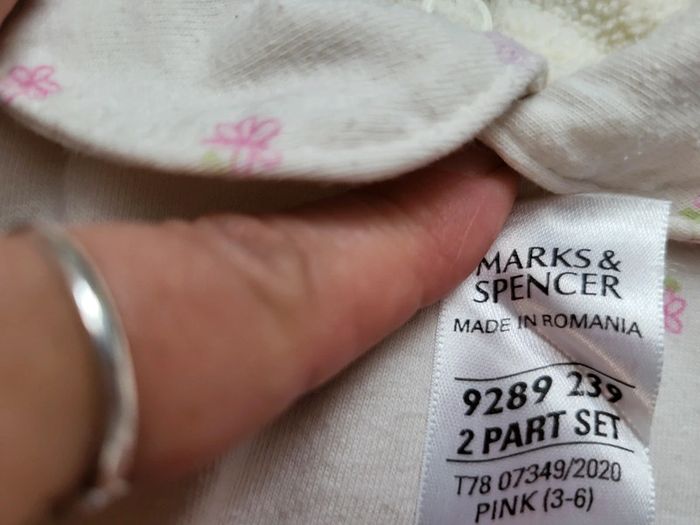 MARKS &
SPENCER
MADE IN ROMANIA
9289 239
2 PART SET
T78 07349/2020
PINK (3-6)